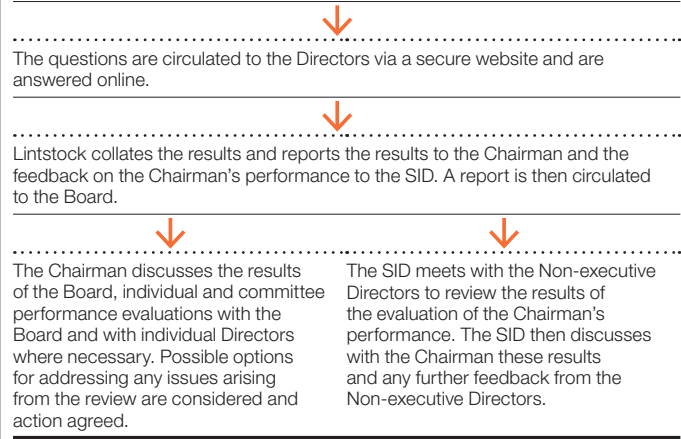 The questions are circulated to the Directors via a secure website and are
answered online.
Lintstock collates the results and reports the results to the Chairman and the
feedback on the Chairman's performance to the SID. A report is then circulated
to the Board.
The Chairman discusses the results
of the Board, individual and committee
performance evaluations with the
Board and with individual Directors
where necessary. Possible options
for addressing any issues arising
from the review are considered and
action agreed.
The SID meets with the Non-executive
Directors to review the results of
the evaluation of the Chairman's
performance. The SID then discusses
with the Chairman these results
and any further feedback from the
Non-executive Directors.